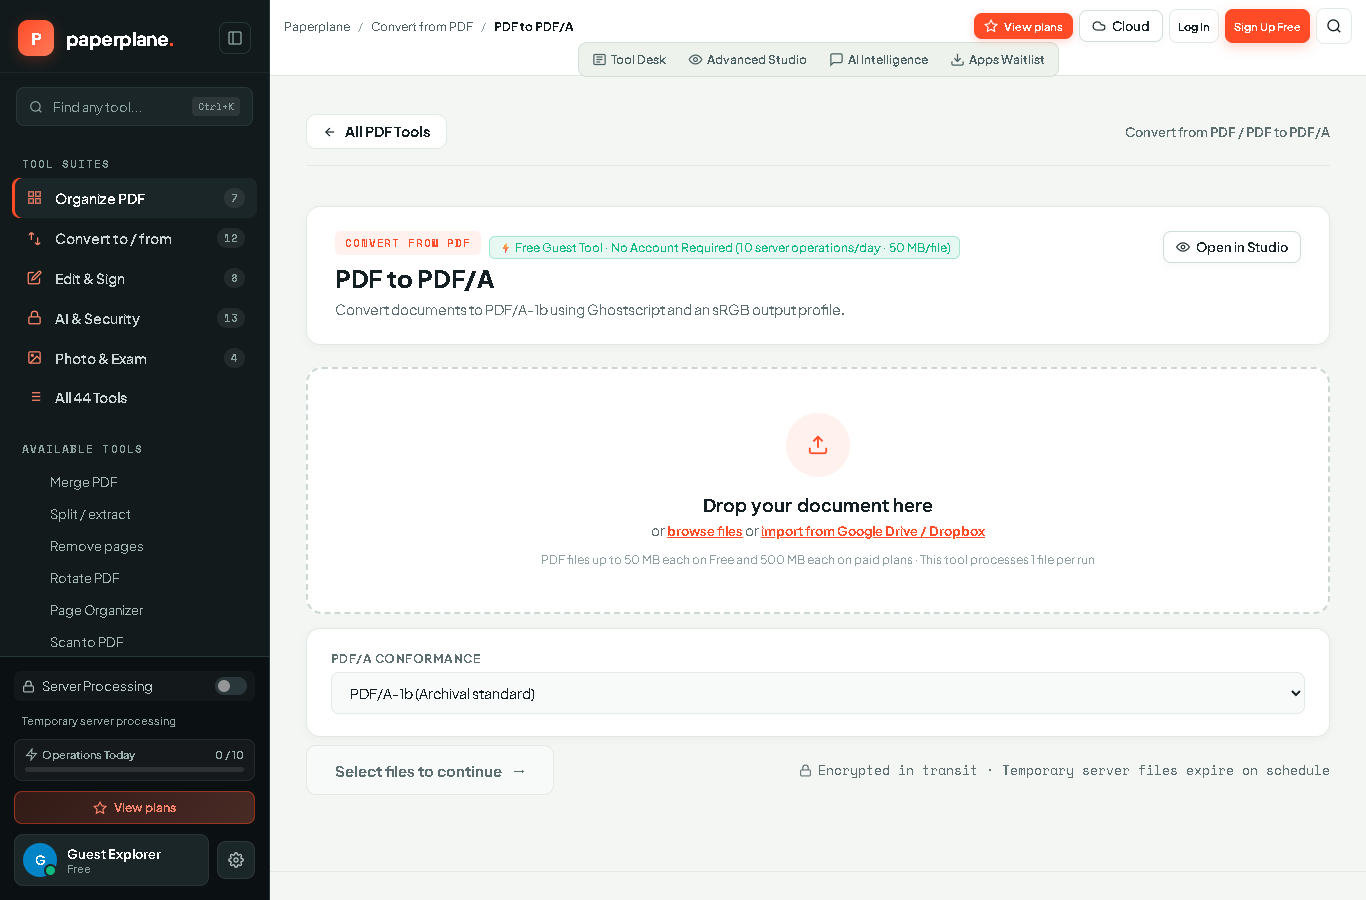 P paperplane.
Find any tool... Ctrl+K
TOOL SUITES
Organize PDF 7
Convert to / from 12
Edit & Sign 8
AI & Security 13
Photo & Exam 4
All 44 Tools
AVAILABLE TOOLS
Merge PDF
Split / extract
Remove pages
Rotate PDF
Page Organizer
Scan to PDF
Server Processing
Temporary server processing
Operations Today 0 / 10
View plans
G Guest Explorer
Free
Paperplane / Convert from PDF / PDF to PDF/A
View plans Cloud Log In Sign Up Free
Tool Desk Advanced Studio AI Intelligence Apps Waitlist
← All PDF Tools
Convert from PDF / PDF to PDF/A
CONVERT FROM PDF Free Guest Tool · No Account Required (10 server operations/day · 50 MB/file)
Open in Studio
PDF to PDF/A
Convert documents to PDF/A-1b using Ghostscript and an sRGB output profile.
Drop your document here
or browse files or import from Google Drive / Dropbox
PDF files up to 50 MB each on Free and 500 MB each on paid plans · This tool processes 1 file per run
PDF/A CONFORMANCE
PDF/A-1b (Archival standard)
Select files to continue →
Encrypted in transit · Temporary server files expire on schedule